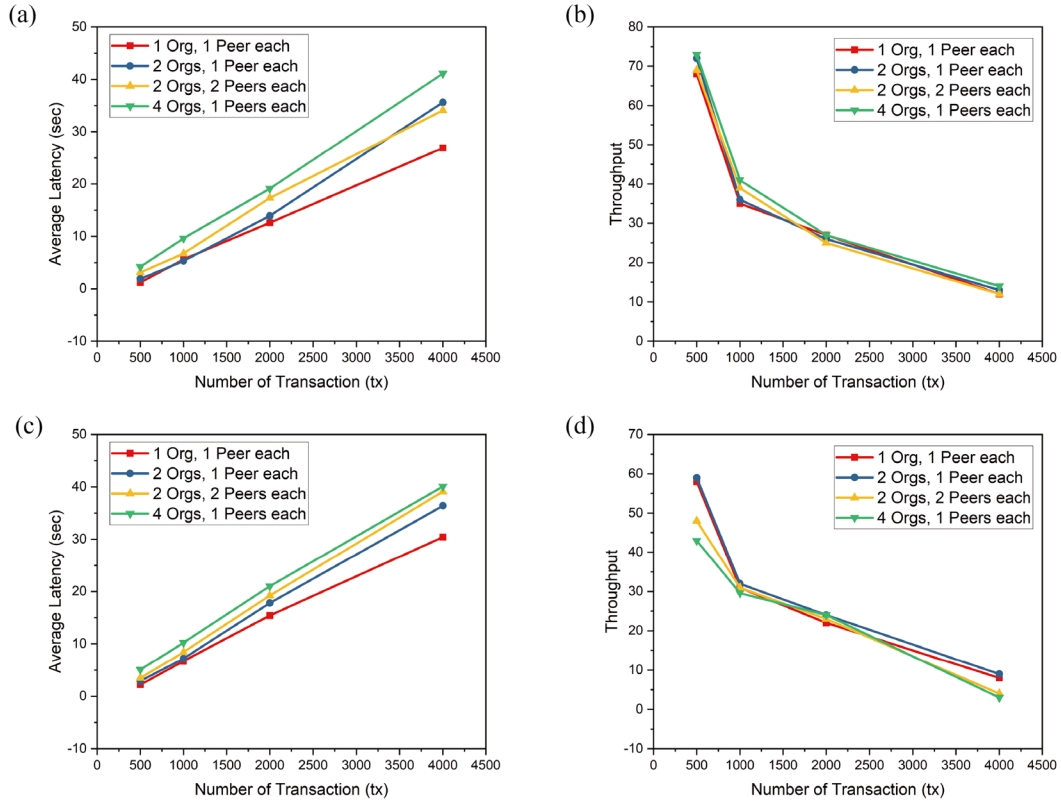 (a)
50
40
30
20
10
0
-10
Average Latency (sec)
1 Org, 1 Peer each
2 Orgs, 1 Peer each
2 Orgs, 2 Peers each
4 Orgs, 1 Peers each
0 500 1000 1500 2000 2500 3000 3500 4000 4500
Number of Transaction (tx)
(b)
80
70
60
50
40
30
20
10
0
Throughput
1 Org, 1 Peer each
2 Orgs, 1 Peer each
2 Orgs, 2 Peers each
4 Orgs, 1 Peers each
0 500 1000 1500 2000 2500 3000 3500 4000 4500
Number of Transaction (tx)
(c)
50
40
30
20
10
0
-10
Average Latency (sec)
1 Org, 1 Peer each
2 Orgs, 1 Peer each
2 Orgs, 2 Peers each
4 Orgs, 1 Peers each
0 500 1000 1500 2000 2500 3000 3500 4000 4500
Number of Transaction (tx)
(d)
70
60
50
40
30
20
10
0
-10
Throughput
1 Org, 1 Peer each
2 Orgs, 1 Peer each
2 Orgs, 2 Peers each
4 Orgs, 1 Peers each
0 500 1000 1500 2000 2500 3000 3500 4000 4500
Number of Transaction (tx)